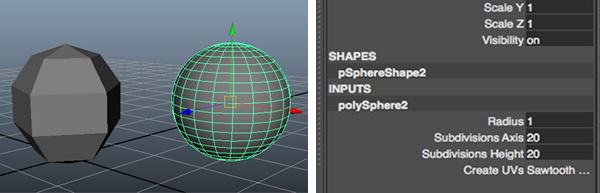 Scale Y 1
Scale Z 1
Visibility on
SHAPES
pSphereShape2
INPUTS
polySphere2
Radius 1
Subdivisions Axis 20
Subdivisions Height 20
Create UVs Sawtooth ...